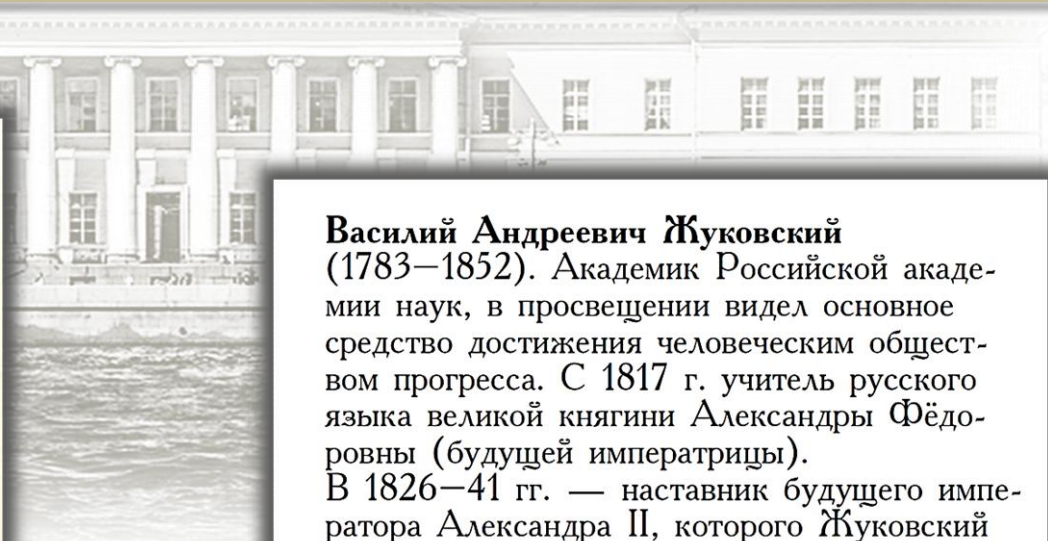 Василий Андреевич Жуковский
(1783—1852). Академик Российской акаде-
мии наук, в просвещении видел основное
средство достижения человеческим общест-
вом прогресса. С 1817 г. учитель русского
языка великой княгини Александры Фёдо-
ровны (будущей императрицы).
В 1826—41 гг. — наставник будущего импе-
ратора Александра II, которого Жуковский